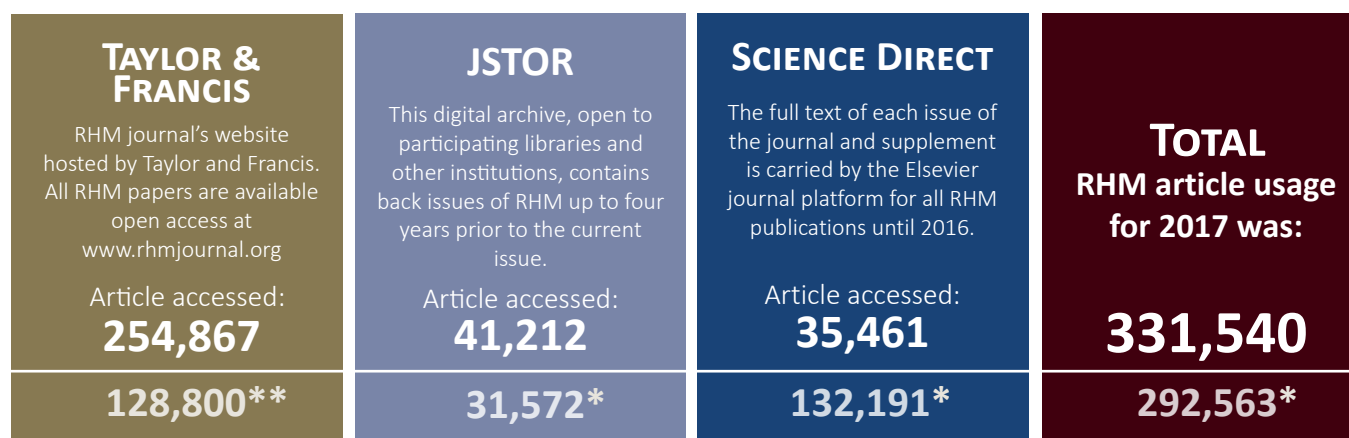 TAYLOR &
FRANCIS
RHM journal's website
hosted by Taylor and Francis.
All RHM papers are available
open access at
www.rhmjournal.org
Article accessed:
254,867
128,800**
JSTOR
This digital archive, open to
participating libraries and
other institutions, contains
back issues of RHM up to four
years prior to the current
issue.
Article accessed:
41,212
31,572*
SCIENCE DIRECT
The full text of each issue of
the journal and supplement
is carried by the Elsevier
journal platform for all RHM
publications until 2016.
Article accessed:
35,461
132,191*
TOTAL
RHM article usage
for 2017 was:
331,540
292,563*